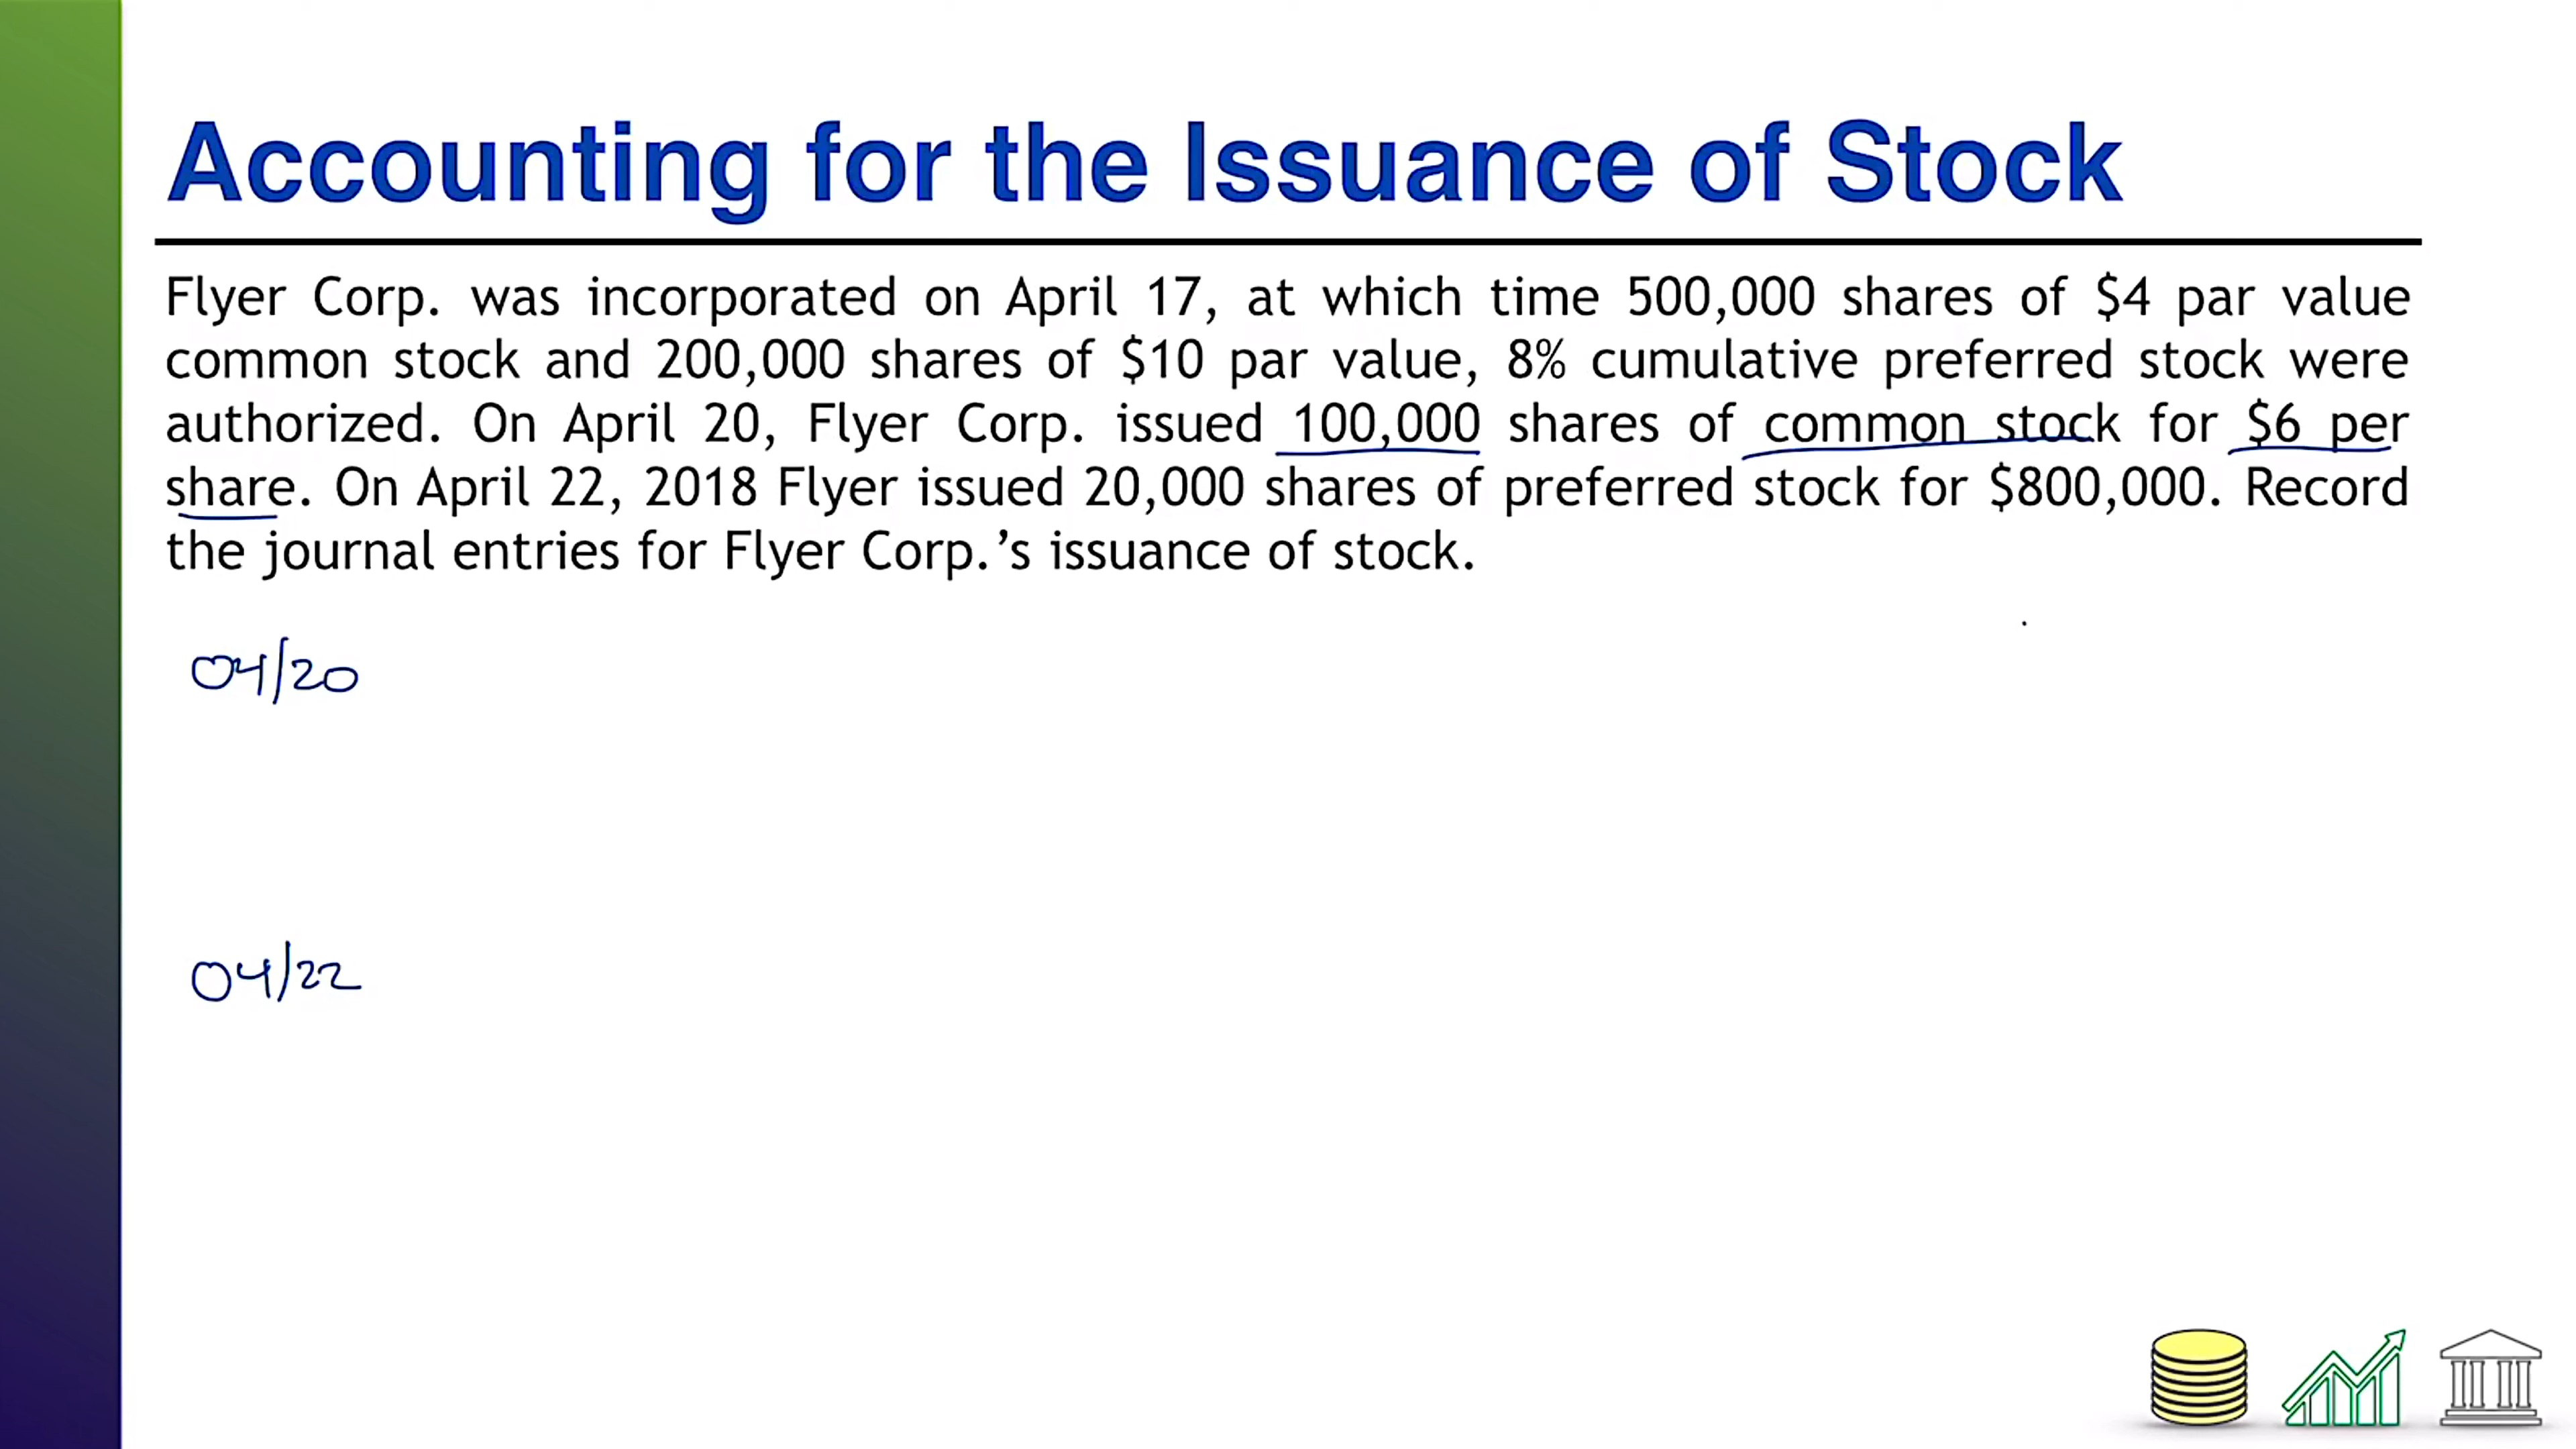 Accounting for the Issuance of Stock
Flyer Corp. was incorporated on April 17, at which time 500,000 shares of $4 par value
common stock and 200,000 shares of $10 par value, 8% cumulative preferred stock were
authorized. On April 20, Flyer Corp. issued 100,000 shares of common stock for $6 per
share. On April 22, 2018 Flyer issued 20,000 shares of preferred stock for $800,000. Record
the journal entries for Flyer Corp.’s issuance of stock.
04/20
04/22